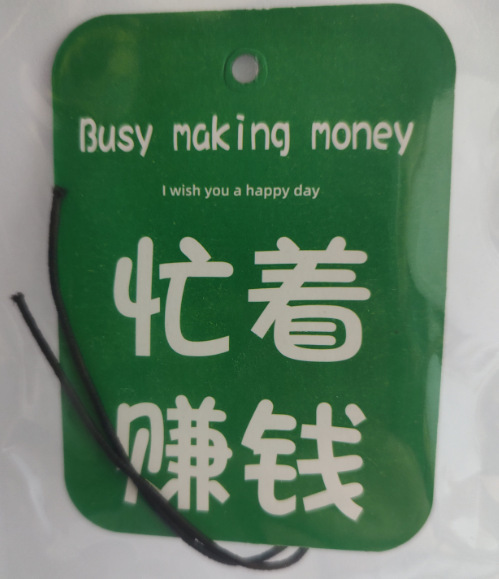 Busy making money
I wish you a happy day
忙着
赚钱